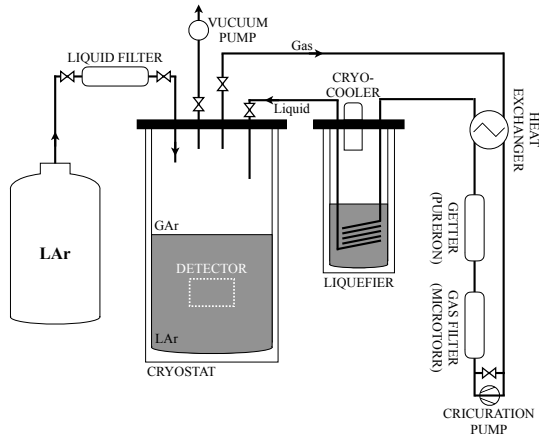 VUCUUM
PUMP
LIQUID FILTER
Gas
CRYO-
COOLER
Liquid
HEAT
EXCHANGER
GETTER
(PURERON)
GAS FILTER
(MICROTORR)
LAr
GAr
DETECTOR
LAr
CRYOSTAT
LIQUEFIER
CRICURATION
PUMP